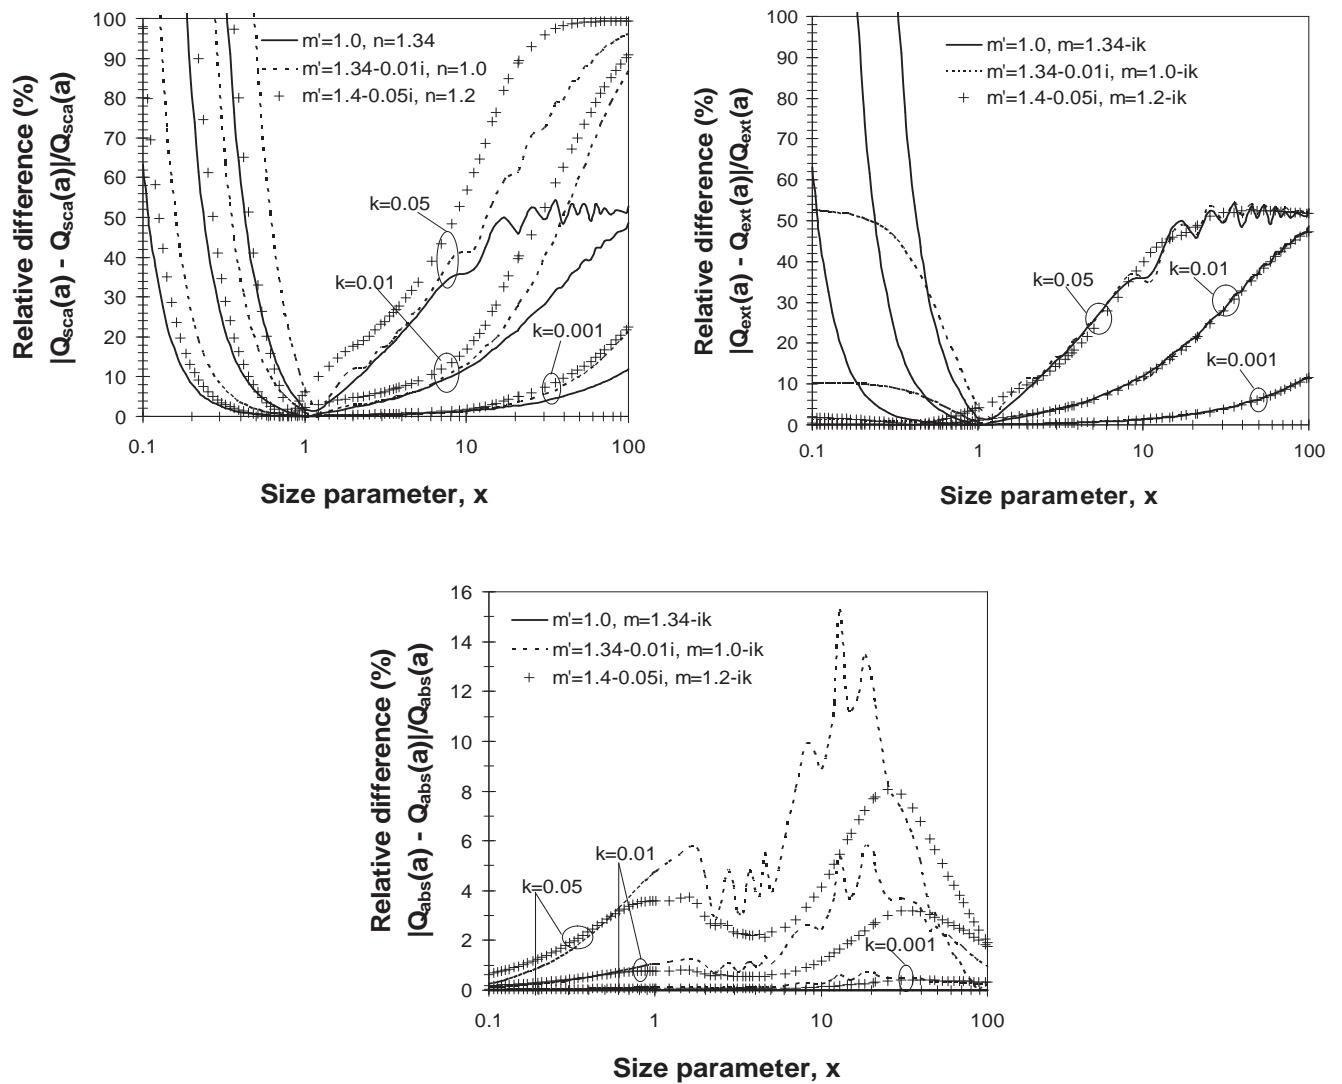 Relative difference (%)
|Qsca(a) - Qsca(a)|/Qsca(a)
100
90
80
70
60
50
40
30
20
10
0
m'=1.0, n=1.34
m'=1.34-0.01i, n=1.0
m'=1.4-0.05i, n=1.2
k=0.05
k=0.01
k=0.001
0.1
1
10
100
Size parameter, x
Relative difference (%)
|Qext(a) - Qext(a)|/Qext(a)
100
90
80
70
60
50
40
30
20
10
0
m'=1.0, m=1.34-ik
m'=1.34-0.01i, m=1.0-ik
m'=1.4-0.05i, m=1.2-ik
k=0.05
k=0.01
k=0.001
0.1
1
10
100
Size parameter, x
Relative difference (%)
|Qabs(a) - Qabs(a)|/Qabs(a)
16
14
12
10
8
6
4
2
0
m'=1.0, m=1.34-ik
m'=1.34-0.01i, m=1.0-ik
m'=1.4-0.05i, m=1.2-ik
k=0.01
k=0.05
k=0.001
0.1
1
10
100
Size parameter, x